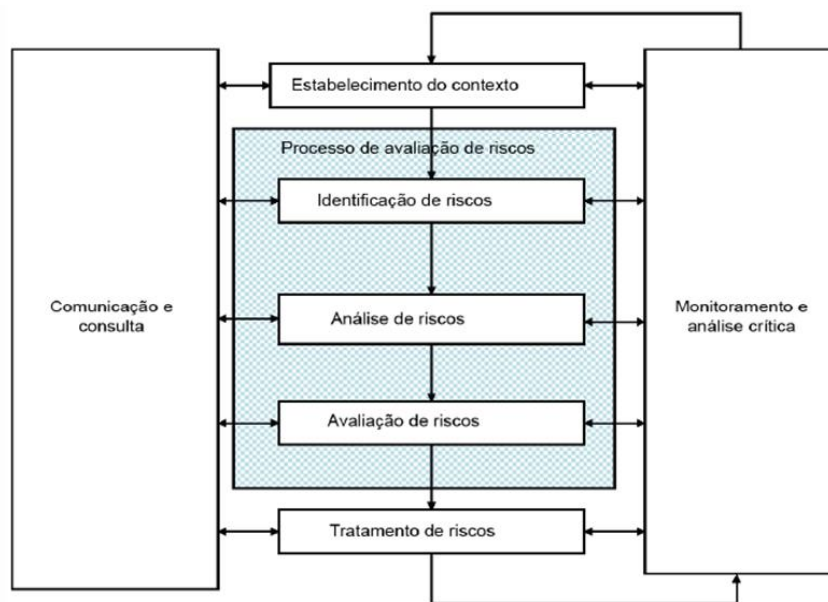 Estabelecimento do contexto
Processo de avaliação de riscos
Identificação de riscos
Comunicação e
consulta
Análise de riscos
Monitoramento e
análise crítica
Avaliação de riscos
Tratamento de riscos